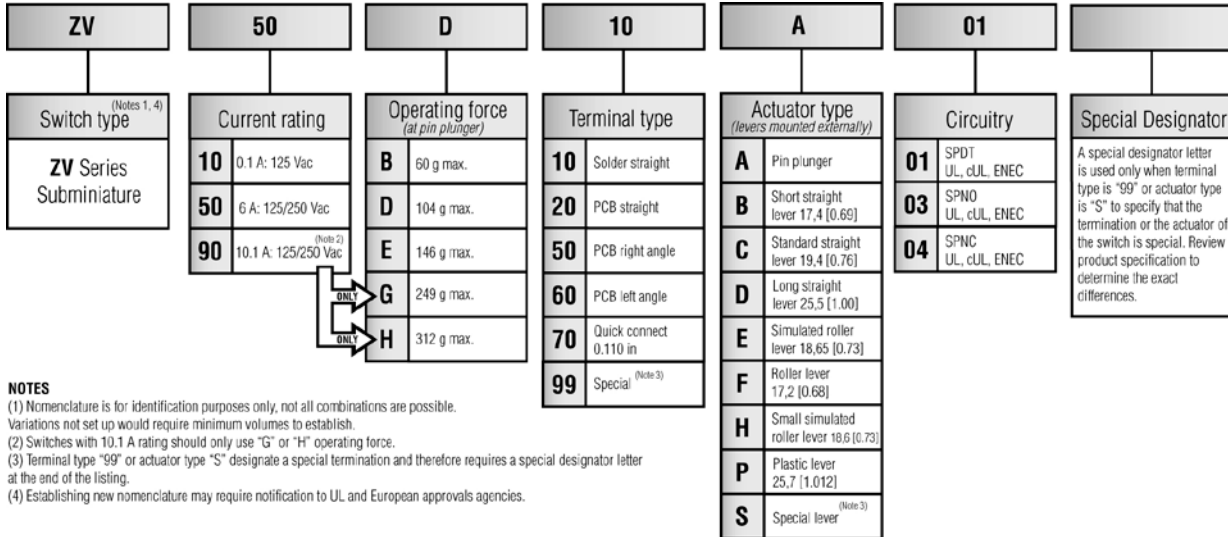 ZV
50
D
10
A
01
(Notes 1, 4)
Switch type
ZV Series
Subminiature
Current rating
10 0.1 A: 125 Vac
50 6 A: 125/250 Vac
(Note 2)
90 10.1 A: 125/250 Vac
ONLY
ONLY
Operating force
(at pin plunger)
B 60 g max.
D 104 g max.
E 146 g max.
G 249 g max.
H 312 g max.
Terminal type
10 Solder straight
20 PCB straight
50 PCB right angle
60 PCB left angle
70 Quick connect
0.110 in
99 Special (Note 3)
Actuator type
(levers mounted externally)
A Pin plunger
B Short straight
lever 17,4 [0.69]
C Standard straight
lever 19,4 [0.76]
D Long straight
lever 25,5 [1.00]
E Simulated roller
lever 18,65 [0.73]
F Roller lever
17,2 [0.68]
H Small simulated
roller lever 18,6 [0.73]
P Plastic lever
25,7 [1.012]
S Special lever (Note 3)
Circuitry
01 SPDT
UL, cUL, ENEC
03 SPNO
UL, cUL, ENEC
04 SPNC
UL, cUL, ENEC
Special Designator
A special designator letter
is used only when terminal
type is "99" or actuator type
is "S" to specify that the
termination or the actuator of
the switch is special. Review
product specification to
determine the exact
differences.
NOTES
(1) Nomenclature is for identification purposes only, not all combinations are possible.
Variations not set up would require minimum volumes to establish.
(2) Switches with 10.1 A rating should only use "G" or "H" operating force.
(3) Terminal type "99" or actuator type "S" designate a special termination and therefore requires a special designator letter
at the end of the listing.
(4) Establishing new nomenclature may require notification to UL and European approvals agencies.